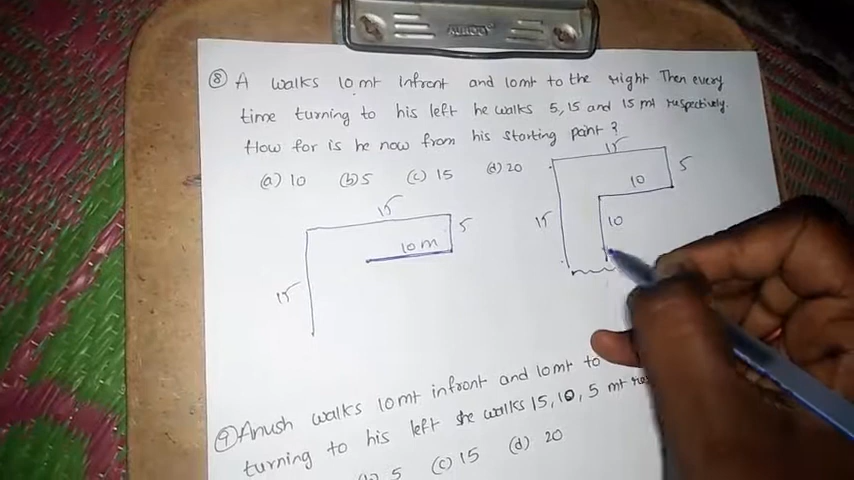 ⑧ A walks 10 mt infront and 10mt to the right Then every
time turning to his left he walks 5, 15 and 15 mt respectively.
How for is he now from his starting point ?
(a) 10 (b) 5 (c) 15 (d) 20
15
5
10 m
15
15
5
10
10
15
⑨ Anush walks 10mt infront and 10mt to
turning to his left she walks 15, 10, 5 mt
5 (c) 15 (d) 20